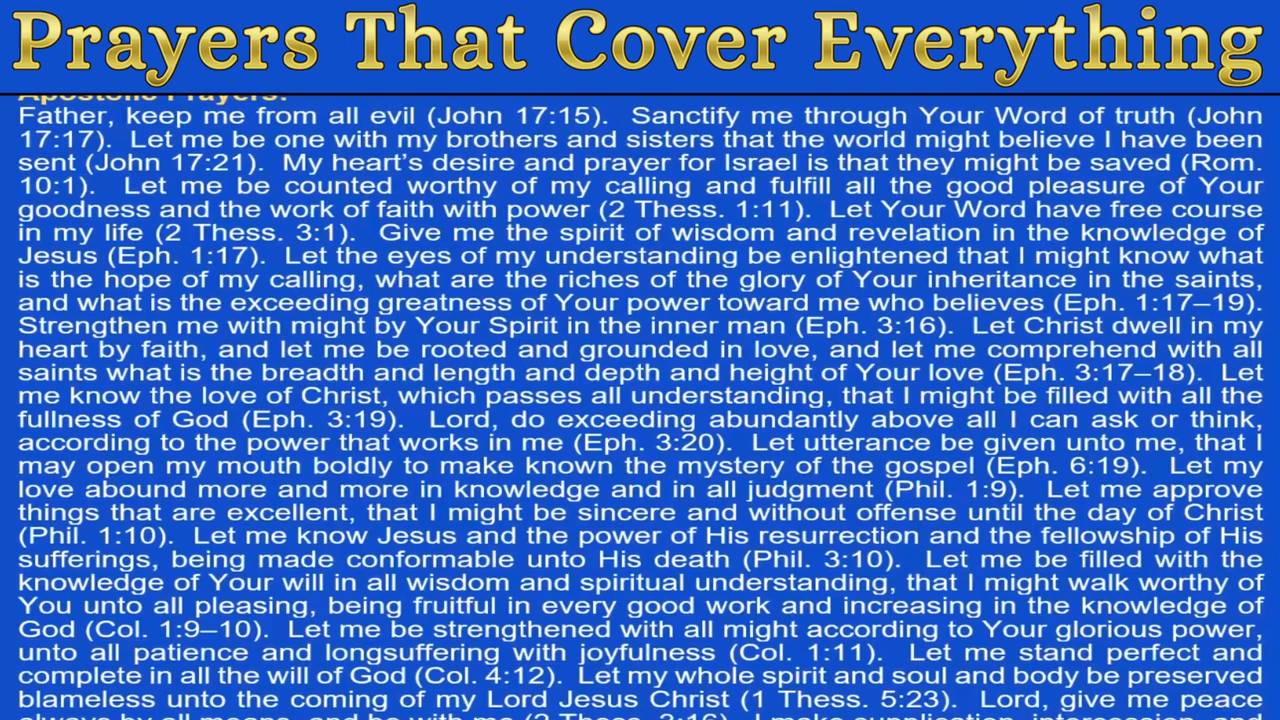 Prayers That Cover Everything
Apostolic Prayers:
Father, keep me from all evil (John 17:15).  Sanctify me through Your Word of truth (John
17:17).  Let me be one with my brothers and sisters that the world might believe I have been
sent (John 17:21).  My heart’s desire and prayer for Israel is that they might be saved (Rom.
10:1).  Let me be counted worthy of my calling and fulfill all the good pleasure of Your
goodness and the work of faith with power (2 Thess. 1:11).  Let Your Word have free course
in my life (2 Thess. 3:1).  Give me the spirit of wisdom and revelation in the knowledge of
Jesus (Eph. 1:17).  Let the eyes of my understanding be enlightened that I might know what
is the hope of my calling, what are the riches of the glory of Your inheritance in the saints,
and what is the exceeding greatness of Your power toward me who believes (Eph. 1:17–19).
Strengthen me with might by Your Spirit in the inner man (Eph. 3:16).  Let Christ dwell in my
heart by faith, and let me be rooted and grounded in love, and let me comprehend with all
saints what is the breadth and length and depth and height of Your love (Eph. 3:17–18).  Let
me know the love of Christ, which passes all understanding, that I might be filled with all the
fullness of God (Eph. 3:19).  Lord, do exceeding abundantly above all I can ask or think,
according to the power that works in me (Eph. 3:20).  Let utterance be given unto me, that I
may open my mouth boldly to make known the mystery of the gospel (Eph. 6:19).  Let my
love abound more and more in knowledge and in all judgment (Phil. 1:9).  Let me approve
things that are excellent, that I might be sincere and without offense until the day of Christ
(Phil. 1:10).  Let me know Jesus and the power of His resurrection and the fellowship of His
sufferings, being made conformable unto His death (Phil. 3:10).  Let me be filled with the
knowledge of Your will in all wisdom and spiritual understanding, that I might walk worthy of
You unto all pleasing, being fruitful in every good work and increasing in the knowledge of
God (Col. 1:9–10).  Let me be strengthened with all might according to Your glorious power,
unto all patience and longsuffering with joyfulness (Col. 1:11).  Let me stand perfect and
complete in all the will of God (Col. 4:12).  Let my whole spirit and soul and body be preserved
blameless unto the coming of my Lord Jesus Christ (1 Thess. 5:23).  Lord, give me peace
always by all means, and be with me (2 Thess. 3:16).  I make supplication, intercession, and